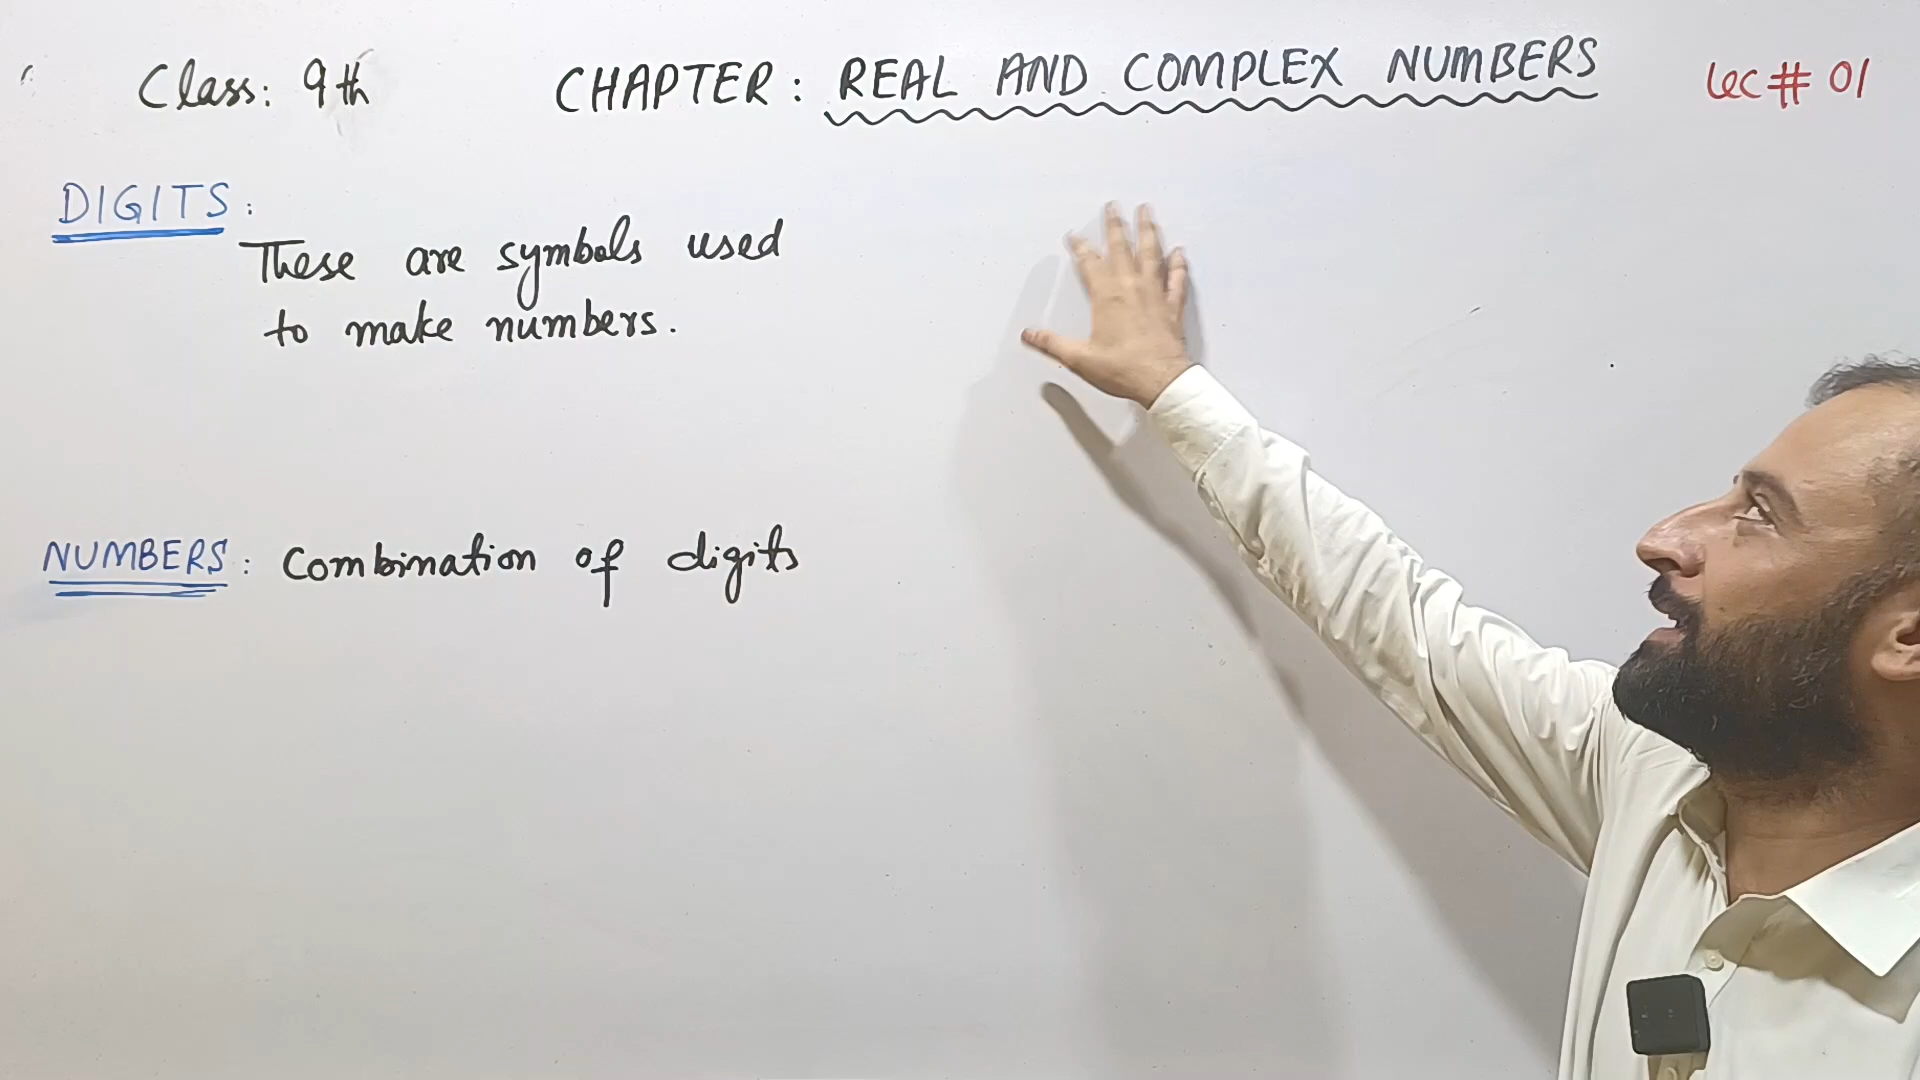 Class: 9th CHAPTER: REAL AND COMPLEX NUMBERS Lec # 01
DIGITS:
These are symbols used
to make numbers.
NUMBERS: Combination of digits